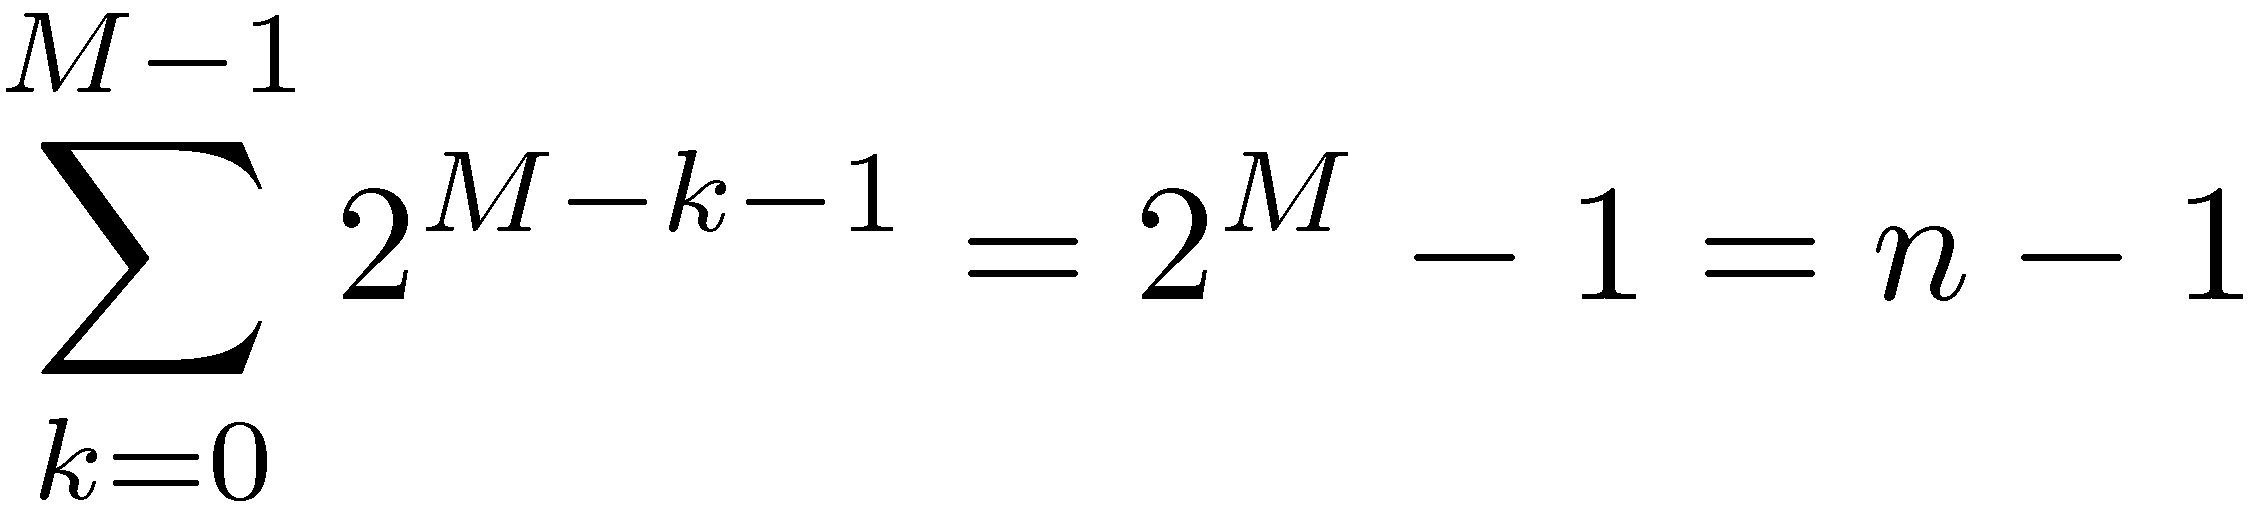 \sum_{k=0}^{M-1} 2^{M-k-1} = 2^M - 1 = n - 1